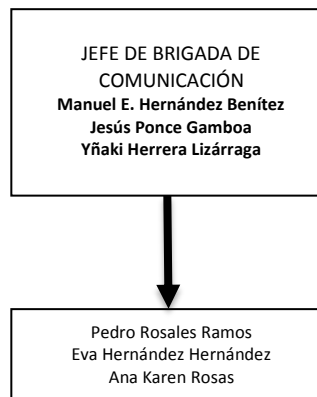 JEFE DE BRIGADA DE
COMUNICACIÓN
Manuel E. Hernández Benítez
Jesús Ponce Gamboa
Yñaki Herrera Lizárraga
Pedro Rosales Ramos
Eva Hernández Hernández
Ana Karen Rosas